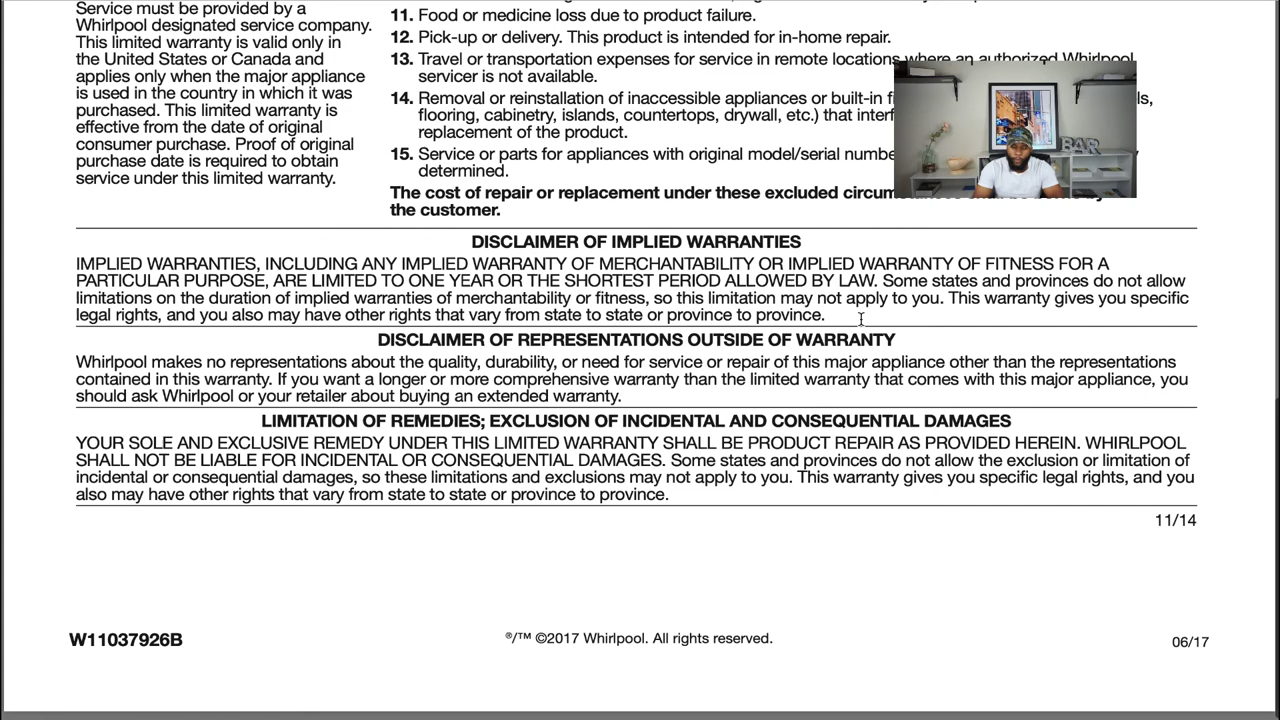 Service must be provided by a
Whirlpool designated service company.
This limited warranty is valid only in
the United States or Canada and
applies only when the major appliance
is used in the country in which it was
purchased. This limited warranty is
effective from the date of original
consumer purchase. Proof of original
purchase date is required to obtain
service under this limited warranty.
11. Food or medicine loss due to product failure.
12. Pick-up or delivery. This product is intended for in-home repair.
13. Travel or transportation expenses for service in remote locations where an authorized Whirlpool
servicer is not available.
14. Removal or reinstallation of inaccessible appliances or built-in
flooring, cabinetry, islands, countertops, drywall, etc.) that
replacement of the product.
15. Service or parts for appliances with original model/serial
determined.
The cost of repair or replacement under these excluded
the customer.
BAR
DISCLAIMER OF IMPLIED WARRANTIES
IMPLIED WARRANTIES, INCLUDING ANY IMPLIED WARRANTY OF MERCHANTABILITY OR IMPLIED WARRANTY OF FITNESS FOR A
PARTICULAR PURPOSE, ARE LIMITED TO ONE YEAR OR THE SHORTEST PERIOD ALLOWED BY LAW. Some states and provinces do not allow
limitations on the duration of implied warranties of merchantability or fitness, so this limitation may not apply to you. This warranty gives you specific
legal rights, and you also may have other rights that vary from state to state or province to province.
DISCLAIMER OF REPRESENTATIONS OUTSIDE OF WARRANTY
Whirlpool makes no representations about the quality, durability, or need for service or repair of this major appliance other than the representations
contained in this warranty. If you want a longer or more comprehensive warranty than the limited warranty that comes with this major appliance, you
should ask Whirlpool or your retailer about buying an extended warranty.
LIMITATION OF REMEDIES; EXCLUSION OF INCIDENTAL AND CONSEQUENTIAL DAMAGES
YOUR SOLE AND EXCLUSIVE REMEDY UNDER THIS LIMITED WARRANTY SHALL BE PRODUCT REPAIR AS PROVIDED HEREIN. WHIRLPOOL
SHALL NOT BE LIABLE FOR INCIDENTAL OR CONSEQUENTIAL DAMAGES. Some states and provinces do not allow the exclusion or limitation of
incidental or consequential damages, so these limitations and exclusions may not apply to you. This warranty gives you specific legal rights, and you
also may have other rights that vary from state to state or province to province.
11/14
W11037926B
®/™ ©2017 Whirlpool. All rights reserved.
06/17